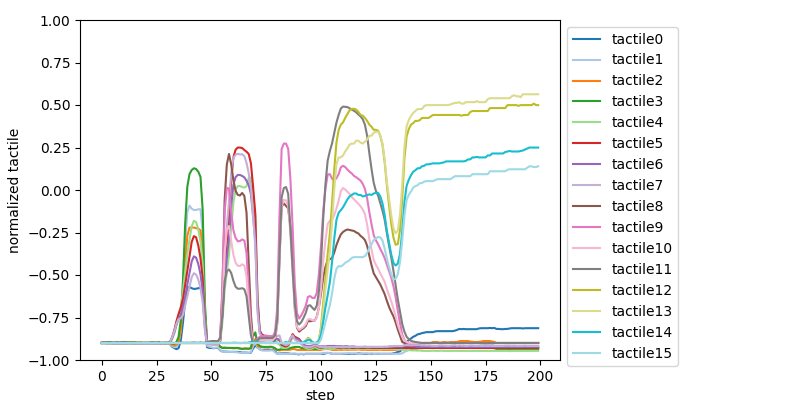 1.00
0.75
0.50
0.25
0.00
−0.25
−0.50
−0.75
−1.00
normalized tactile
0 25 50 75 100 125 150 175 200
step
tactile0
tactile1
tactile2
tactile3
tactile4
tactile5
tactile6
tactile7
tactile8
tactile9
tactile10
tactile11
tactile12
tactile13
tactile14
tactile15